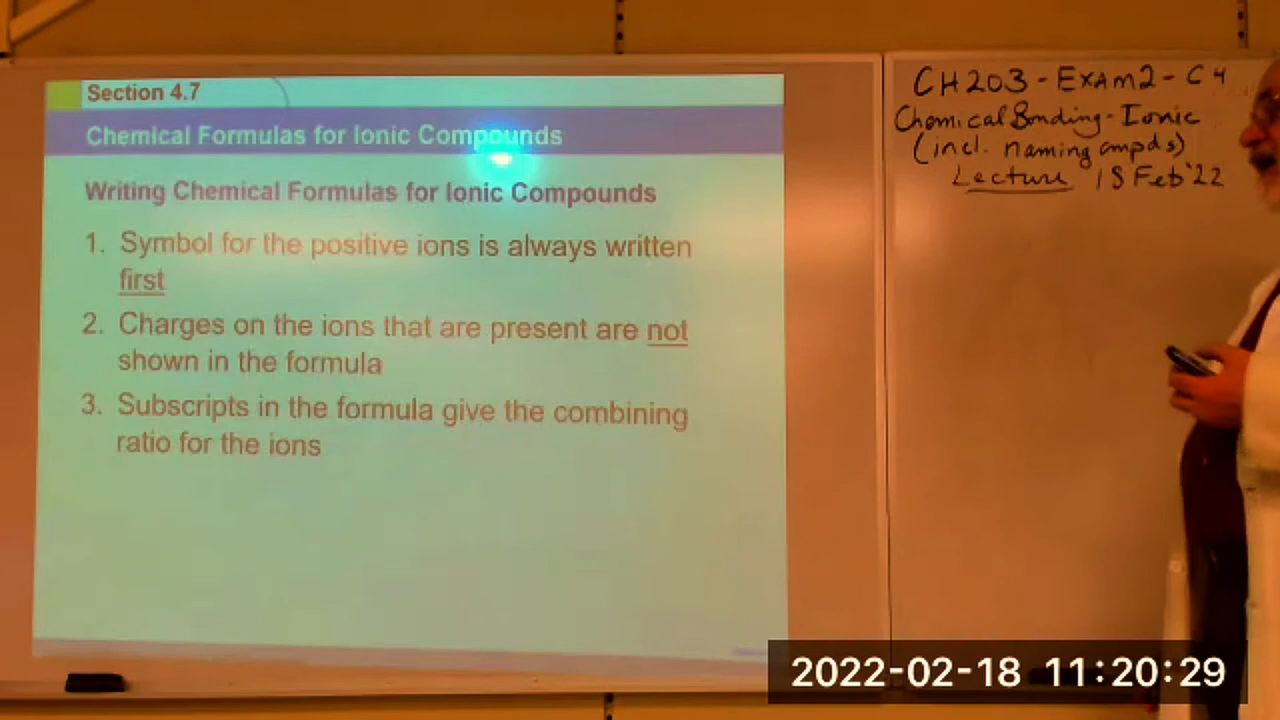 Section 4.7
Chemical Formulas for Ionic Compounds
Writing Chemical Formulas for Ionic Compounds
1. Symbol for the positive ions is always written
first
2. Charges on the ions that are present are not
shown in the formula
3. Subscripts in the formula give the combining
ratio for the ions
CH203 - EXAM2 - C4
Chemical Bonding - Ionic
(incl. naming cmpds)
Lecture 18 Feb '22
2022-02-18 11:20:29